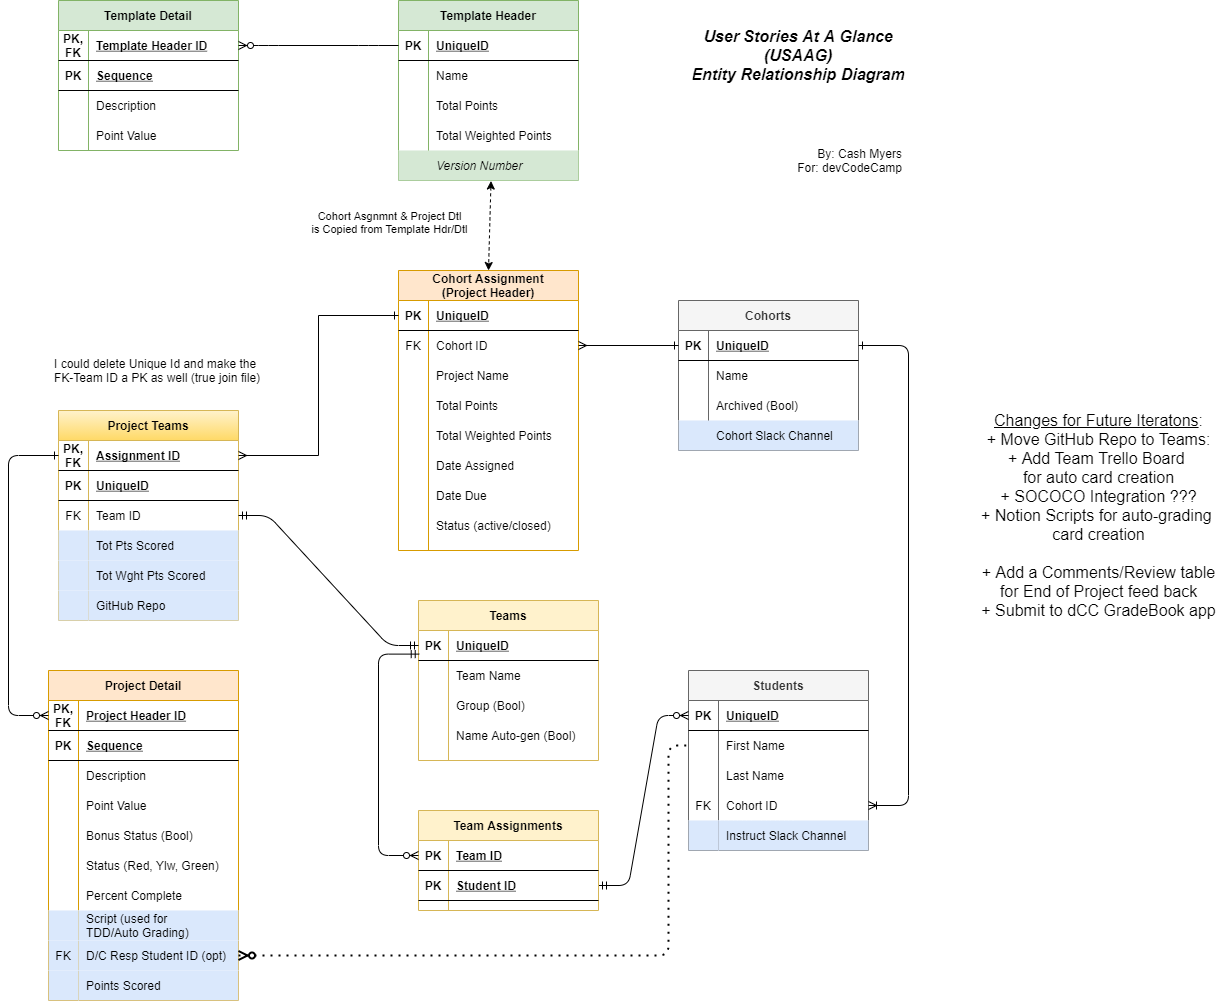 Template Detail
PK, FK Template Header ID
PK Sequence
Description
Point Value
Template Header
PK UniqueID
Name
Total Points
Total Weighted Points
Version Number
User Stories At A Glance
(USAAG)
Entity Relationship Diagram
By: Cash Myers
For: devCodeCamp
Cohort Asgnmnt & Project Dtl
is Copied from Template Hdr/Dtl
Cohort Assignment
(Project Header)
PK UniqueID
FK Cohort ID
Project Name
Total Points
Total Weighted Points
Date Assigned
Date Due
Status (active/closed)
Cohorts
PK UniqueID
Name
Archived (Bool)
Cohort Slack Channel
I could delete Unique Id and make the
FK-Team ID a PK as well (true join file)
Project Teams
PK, FK Assignment ID
PK UniqueID
FK Team ID
Tot Pts Scored
Tot Wght Pts Scored
GitHub Repo
Changes for Future Iteratons:
+ Move GitHub Repo to Teams:
+ Add Team Trello Board
for auto card creation
+ SOCOCO Integration ???
+ Notion Scripts for auto-grading
card creation
+ Add a Comments/Review table
for End of Project feed back
+ Submit to dCC GradeBook app
Teams
PK UniqueID
Team Name
Group (Bool)
Name Auto-gen (Bool)
Project Detail
PK, FK Project Header ID
PK Sequence
Description
Point Value
Bonus Status (Bool)
Status (Red, Ylw, Green)
Percent Complete
Script (used for
TDD/Auto Grading)
FK D/C Resp Student ID (opt)
Points Scored
Team Assignments
PK Team ID
PK Student ID
Students
PK UniqueID
First Name
Last Name
FK Cohort ID
Instruct Slack Channel